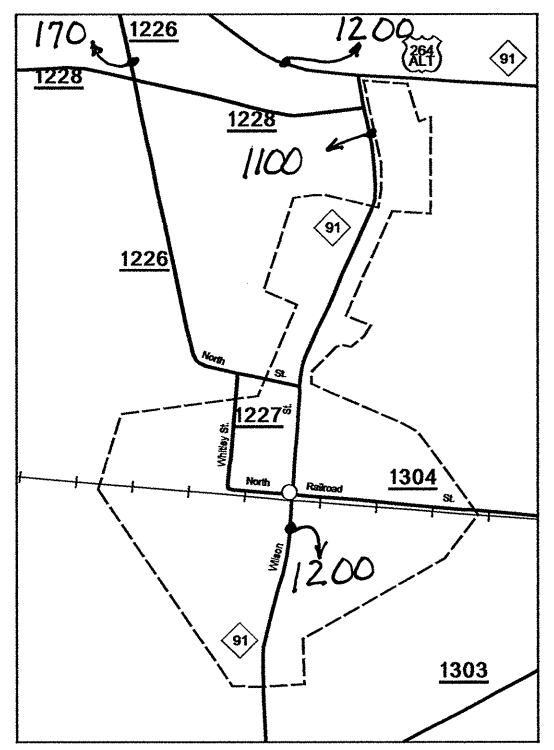 170
1226
1200
264
ALT
91
1228
1228
1100
91
1226
North St.
1227
St.
Whitley St.
North Railroad St.
1304
Wilson
1200
91
1303